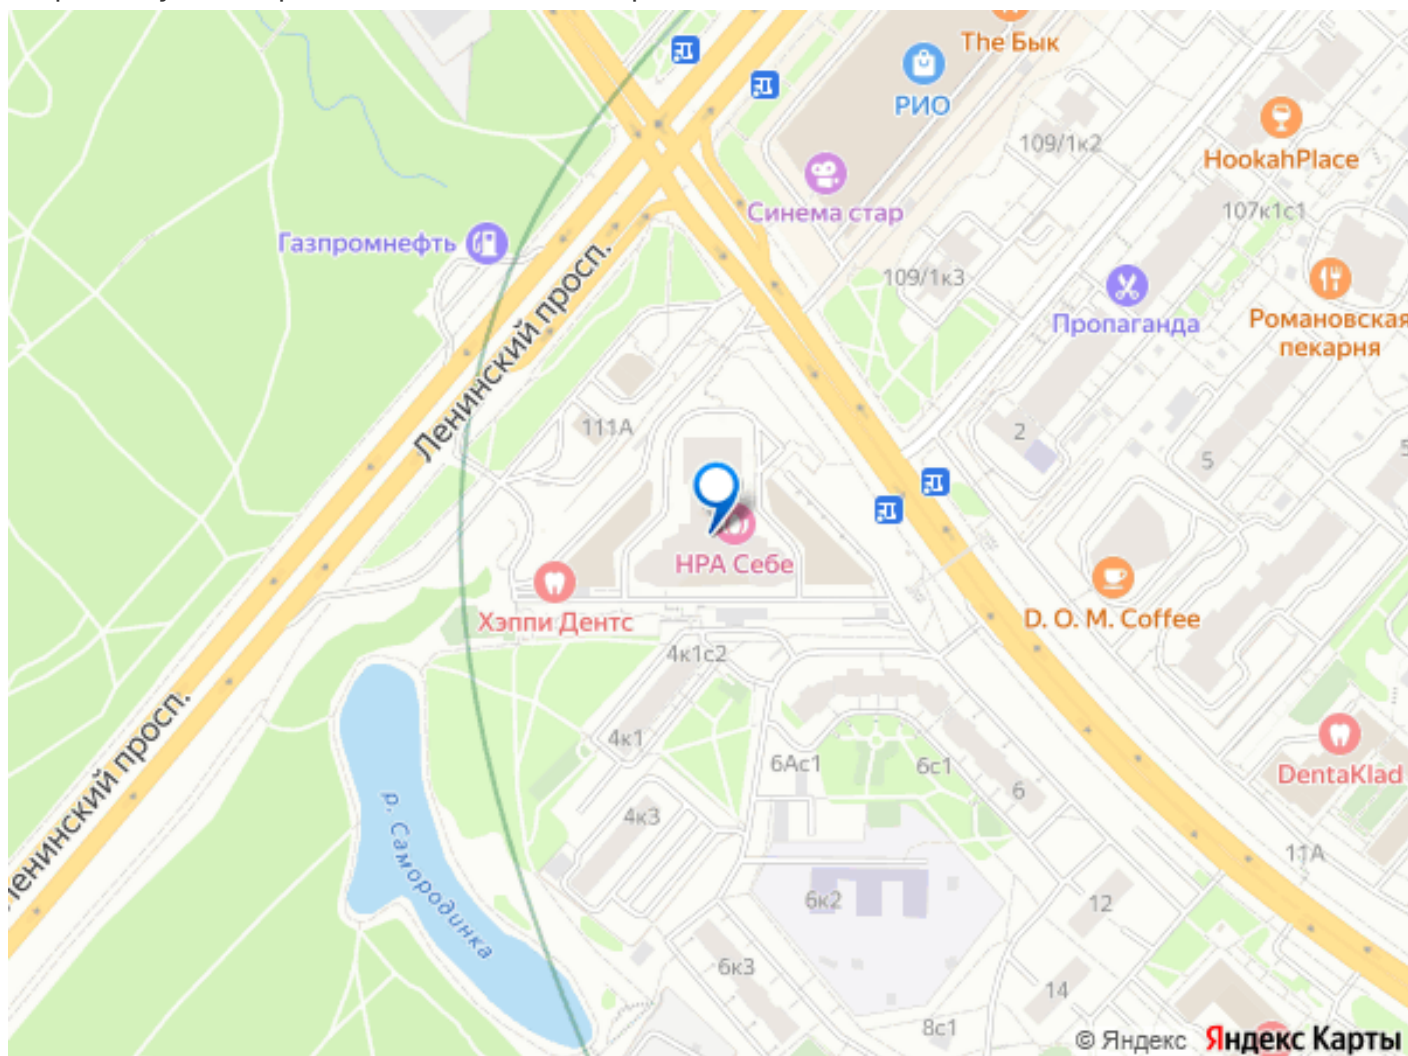 The Бык
РИО
109/1к2
HookahPlace
Синема стар
107к1с1
Газпромнефть
109/1к3
Пропаганда
Романовская
пекарня
Ленинский просп.
111А
2
5
НРА Себе
D. O. M. Coffee
Хэппи Дентс
4к1с2
4к1
6Ас1
6с1
6
DentaKlad
Ленинский просп.
4к3
р. Самородинка
11А
6к2
12
6к3
14
8с1
© Яндекс Яндекс Карты